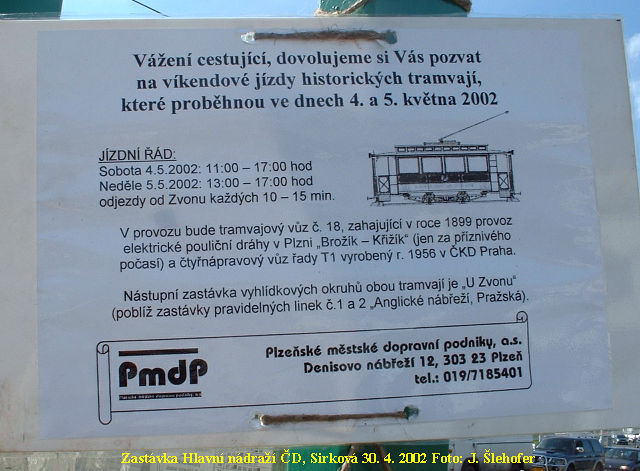 Vážení cestující, dovolujeme si Vás pozvat
na víkendové jízdy historických tramvají,
které proběhnou ve dnech 4. a 5. května 2002
JÍZDNÍ ŘÁD:
Sobota 4.5.2002: 11:00 – 17:00 hod
Neděle 5.5.2002: 13:00 – 17:00 hod
odjezdy od Zvonu každých 10 – 15 min.
V provozu bude tramvajový vůz č. 18, zahajující v roce 1899 provoz
elektrické pouliční dráhy v Plzni „Brožík – Křižík“ (jen za příznivého
počasí) a čtyřnápravový vůz řady T1 vyrobený r. 1956 v ČKD Praha.
Nástupní zastávka vyhlídkových okruhů obou tramvají je „U Zvonu“
(poblíž zastávky pravidelných linek č.1 a 2 „Anglické nábřeží, Pražská).
PmdP
Plzeňské městské dopravní podniky, a.s.
Plzeňské městské dopravní podniky, a.s.
Denisovo nábřeží 12, 303 23 Plzeň
tel.: 019/7185401
Zastávka Hlavní nádraží ČD, Sirková 30. 4. 2002 Foto: J. Šlehofer